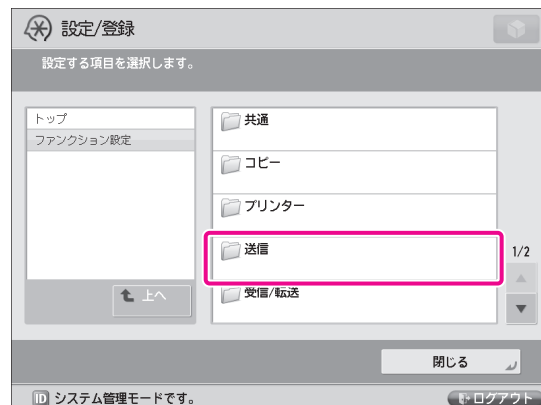 設定/登録
設定する項目を選択します。
トップ
ファンクション設定
共通
コピー
プリンター
送信
受信/転送
1/2
上へ
閉じる
ID システム管理モードです。
ログアウト